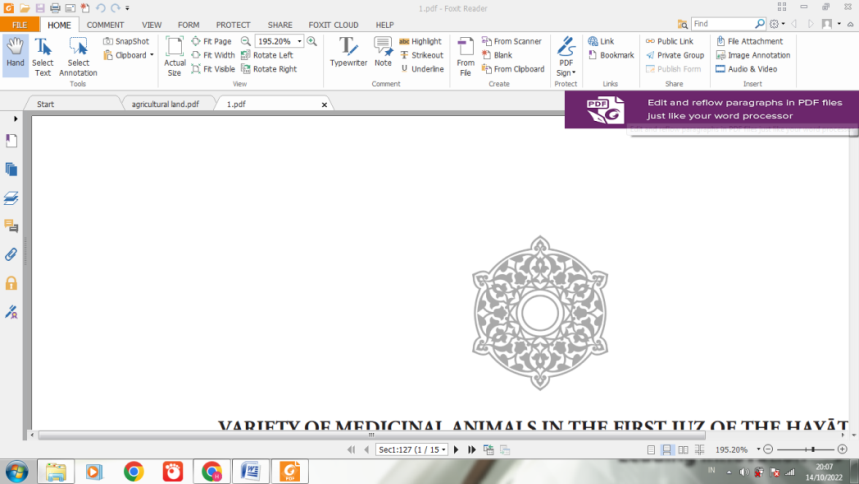 1.pdf - Foxit Reader
FILE HOME COMMENT VIEW FORM PROTECT SHARE FOXIT CLOUD HELP
Find
Hand
Select Text
Select Annotation
SnapShot
Clipboard
Tools
Actual Size
Fit Page
Fit Width
Fit Visible
195.20%
Rotate Left
Rotate Right
View
Typewriter
Note
Highlight
Strikeout
Underline
Comment
From File
From Scanner
Blank
From Clipboard
Create
PDF Sign
Protect
Link
Bookmark
Links
Public Link
Private Group
Publish Form
Share
File Attachment
Image Annotation
Audio & Video
Insert
Start agricultural land.pdf 1.pdf
PDF
Edit and reflow paragraphs in PDF files
just like your word processor
VARIETY OF MEDICINAL ANIMALS IN THE FIRST JUZ OF THE HAYĀT
Sec1:127 (1 / 15
195.20%
IN
20:07
14/10/2022